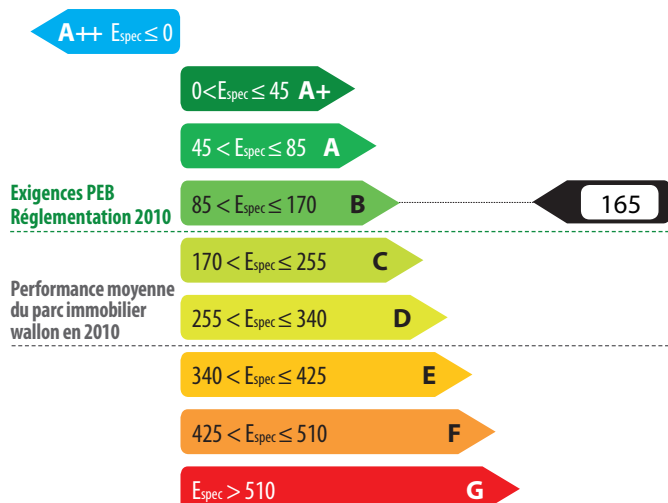 A++ Espec ≤ 0
0<Espec ≤ 45 A+
45 < Espec ≤ 85 A
Exigences PEB
Réglementation 2010
85 < Espec ≤ 170 B
165
170 < Espec ≤ 255 C
Performance moyenne
du parc immobilier
wallon en 2010
255 < Espec ≤ 340 D
340 < Espec ≤ 425 E
425 < Espec ≤ 510 F
Espec > 510 G